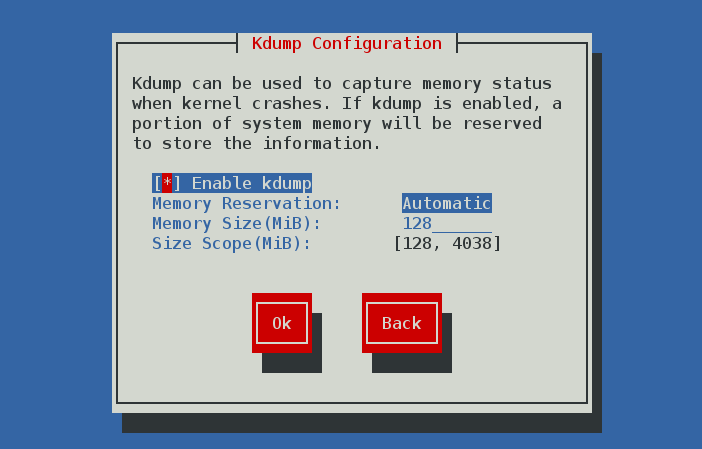 Kdump Configuration
Kdump can be used to capture memory status
when kernel crashes. If kdump is enabled, a
portion of system memory will be reserved
to store the information.
[*] Enable kdump
Memory Reservation: Automatic
Memory Size(MiB): 128______
Size Scope(MiB): [128, 4038]
Ok Back